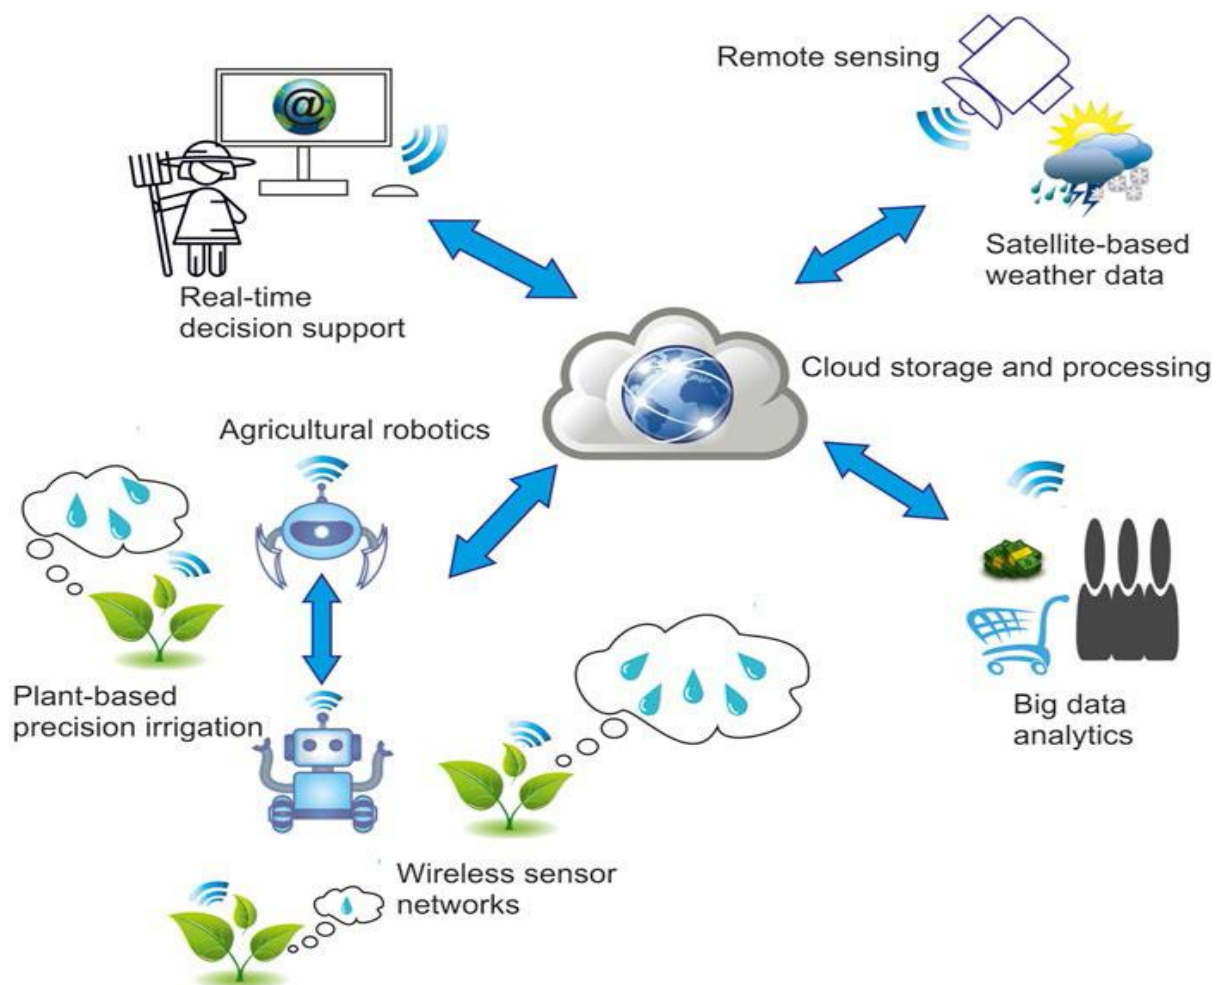 Remote sensing
@
Satellite-based
weather data
Real-time
decision support
Cloud storage and processing
Agricultural robotics
Plant-based
precision irrigation
Big data
analytics
Wireless sensor
networks